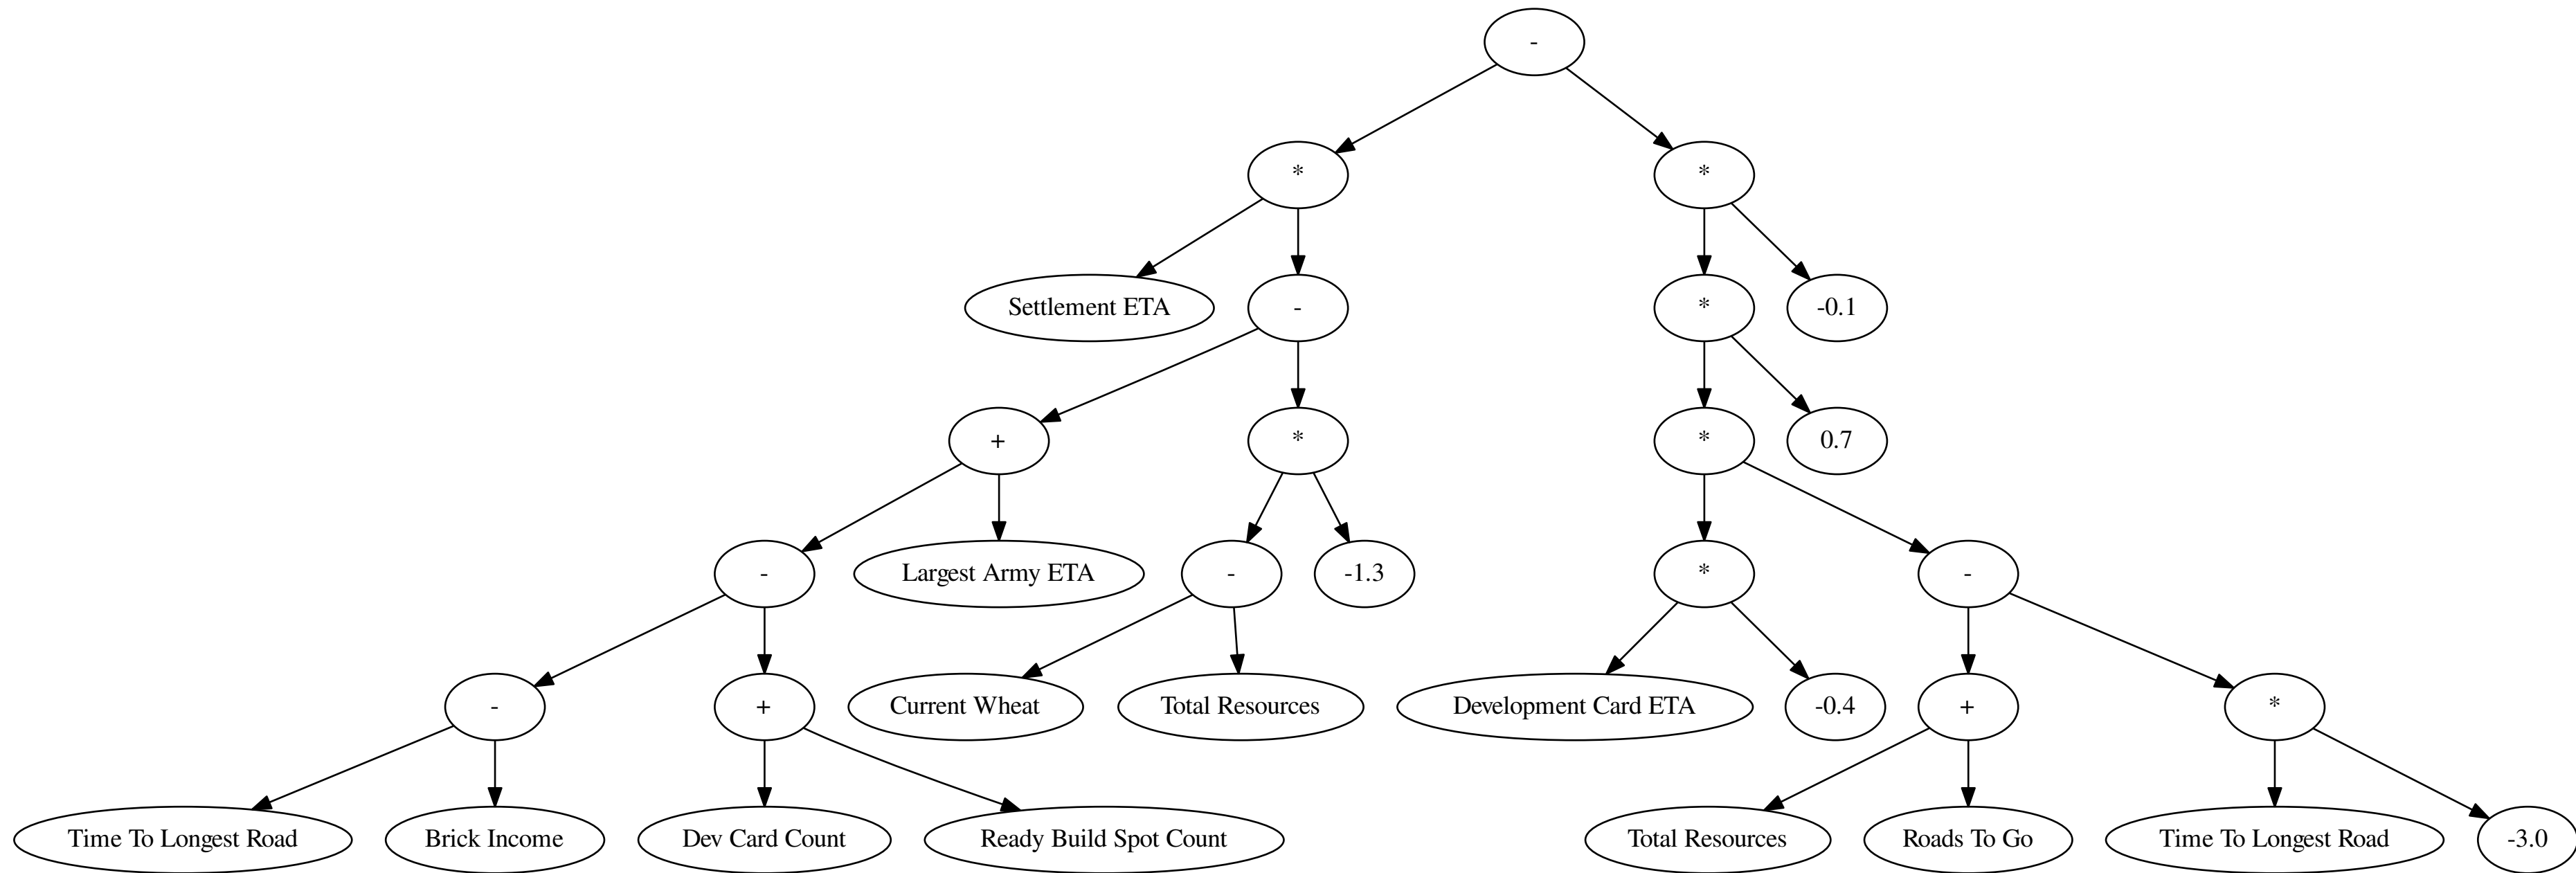 -
*
*
Settlement ETA
-
*
-0.1
+
*
*
0.7
-
Largest Army ETA
-
-1.3
*
-
-
+
Current Wheat
Total Resources
Development Card ETA
-0.4
+
*
Time To Longest Road
Brick Income
Dev Card Count
Ready Build Spot Count
Total Resources
Roads To Go
Time To Longest Road
-3.0